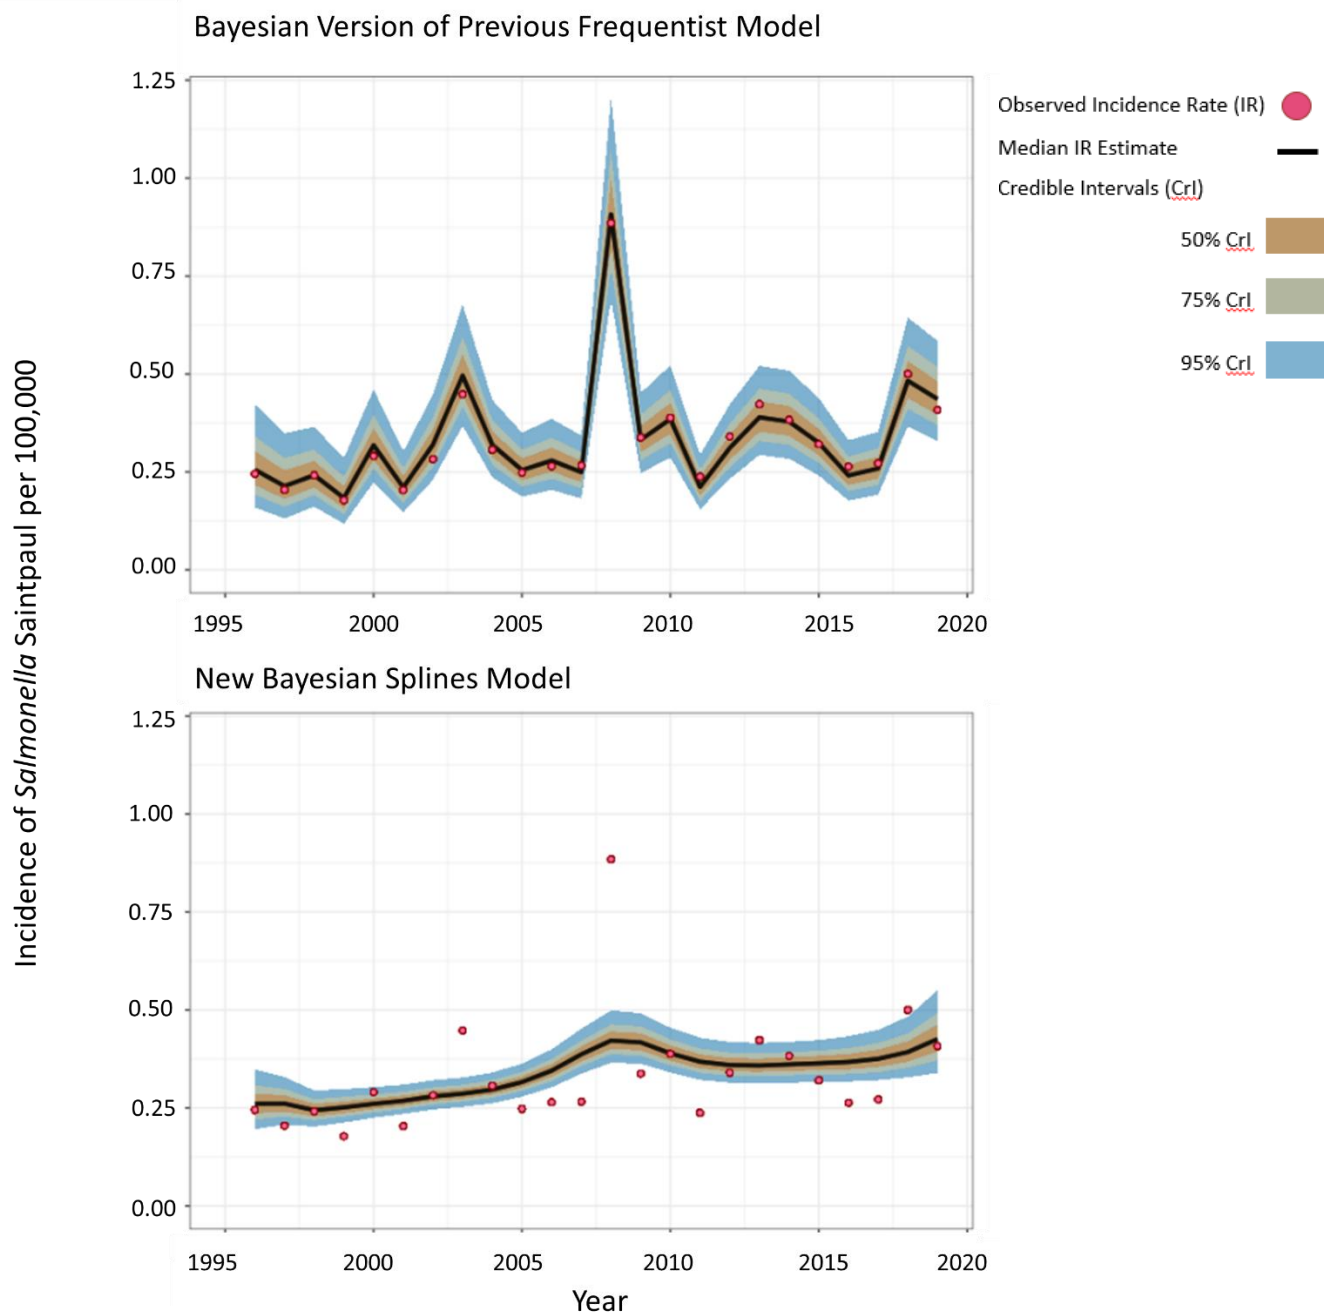 Bayesian Version of Previous Frequentist Model
1.25
1.00
0.75
0.50
0.25
0.00
1995 2000 2005 2010 2015 2020
Observed Incidence Rate (IR)
Median IR Estimate
Credible Intervals (CrI)
50% CrI
75% CrI
95% CrI
Incidence of Salmonella Saintpaul per 100,000
New Bayesian Splines Model
1.25
1.00
0.75
0.50
0.25
0.00
1995 2000 2005 2010 2015 2020
Year